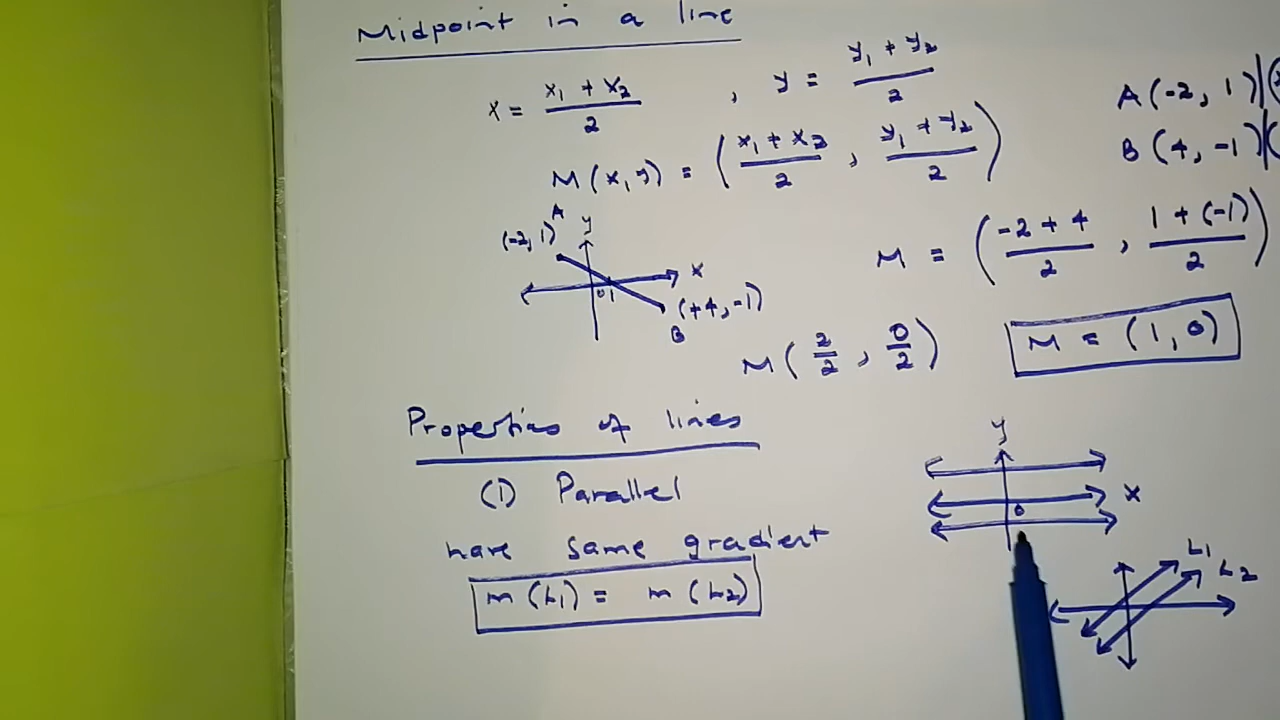 Midpoint in a line
x = x₁ + x₂ / 2 , y = y₁ + y₂ / 2
M(x, y) = ( x₁ + x₂ / 2 , y₁ + y₂ / 2 )
A(-2, 1)
B(4, -1)
A
(-2, 1)
y
x
0 1
(+4, -1)
B
M = ( -2 + 4 / 2 , 1 + (-1) / 2 )
M ( 2/2 , 0/2 )
M = (1, 0)
Properties of lines
(1) Parallel
have same gradient
m(L₁) = m(L₂)
y
x
0
L₁
L₂